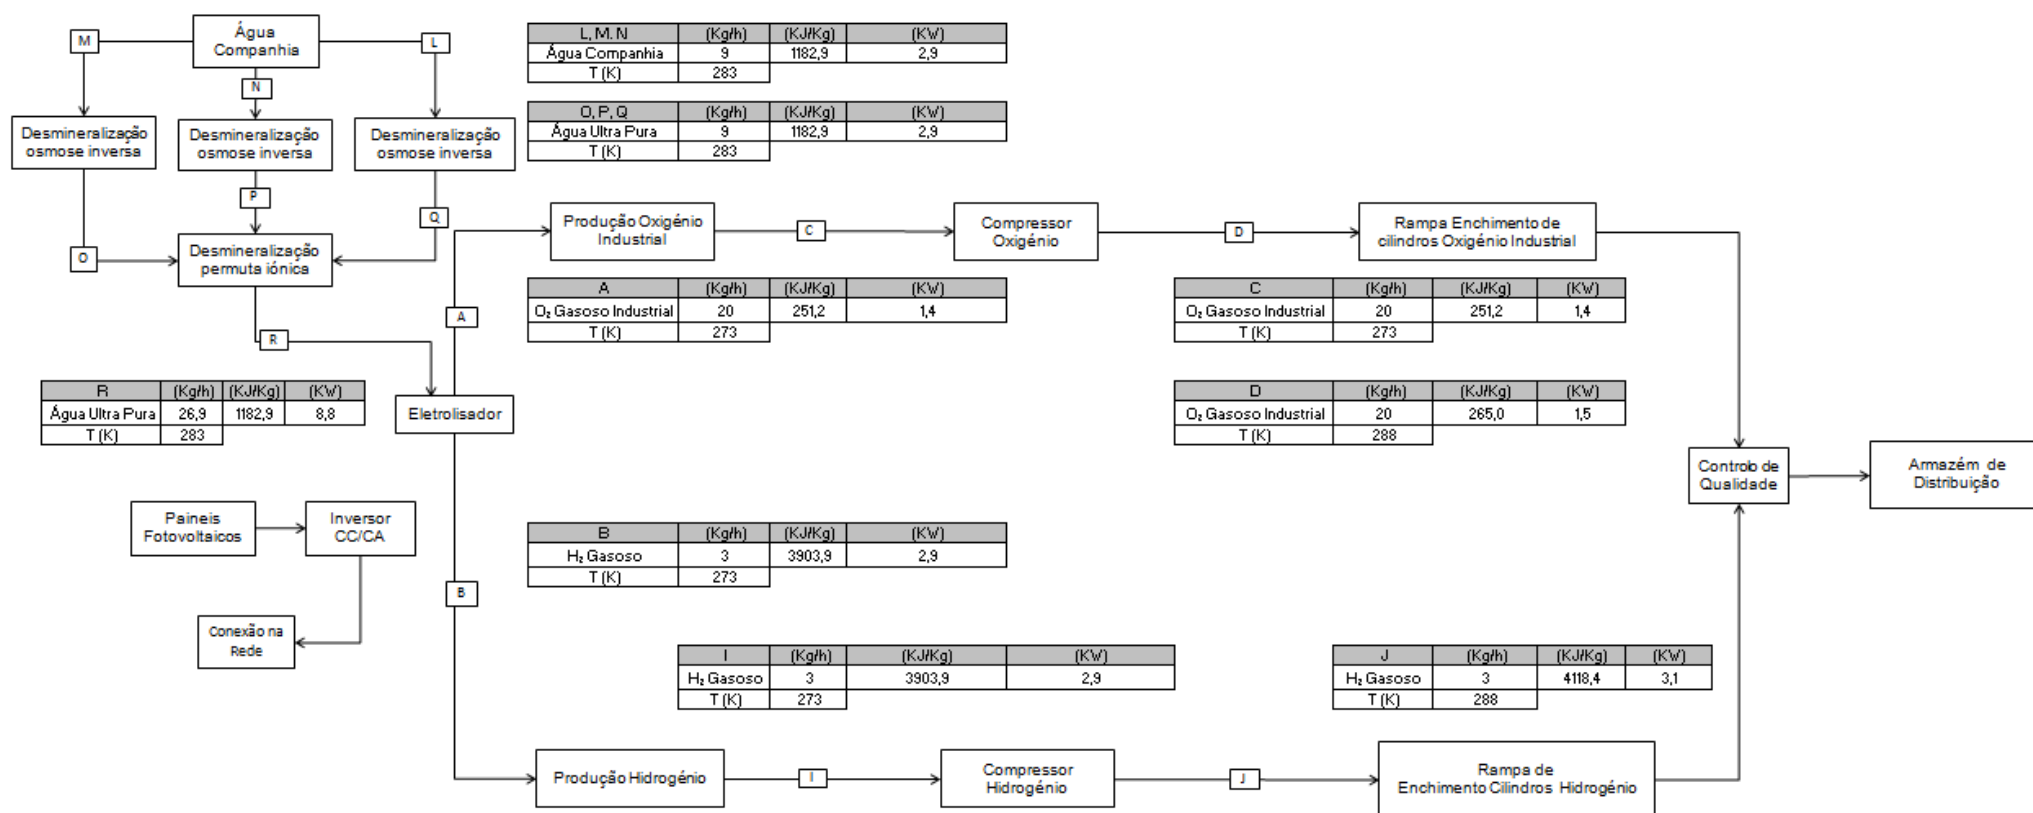 Água
Companhia
M
L
N
Desmineralização
osmose inversa
Desmineralização
osmose inversa
Desmineralização
osmose inversa
P
Q
O
Desmineralização
permuta iónica
R
L, M. N (Kg/h) (KJ/Kg) (KW)
Água Companhia 9 1182,9 2,9
T (K) 283
O, P, Q (Kg/h) (KJ/Kg) (KW)
Água Ultra Pura 9 1182,9 2,9
T (K) 283
Produção Oxigénio
Industrial
C
Compressor
Oxigénio
D
Rampa Enchimento de
cilindros Oxigénio Industrial
A
A (Kg/h) (KJ/Kg) (KW)
O₂ Gasoso Industrial 20 251,2 1,4
T (K) 273
C (Kg/h) (KJ/Kg) (KW)
O₂ Gasoso Industrial 20 251,2 1,4
T (K) 273
R (Kg/h) (KJ/Kg) (KW)
Água Ultra Pura 26,9 1182,9 8,8
T (K) 283
Eletrolisador
D (Kg/h) (KJ/Kg) (KW)
O₂ Gasoso Industrial 20 265,0 1,5
T (K) 288
Controlo de
Qualidade
Armazém de
Distribuição
Paineis
Fotovoltaicos
Inversor
CC/CA
Conexão na
Rede
B
B (Kg/h) (KJ/Kg) (KW)
H₂ Gasoso 3 3903,9 2,9
T (K) 273
I (Kg/h) (KJ/Kg) (KW)
H₂ Gasoso 3 3903,9 2,9
T (K) 273
J (Kg/h) (KJ/Kg) (KW)
H₂ Gasoso 3 4118,4 3,1
T (K) 288
Produção Hidrogénio
I
Compressor
Hidrogénio
J
Rampa de
Enchimento Cilindros Hidrogénio